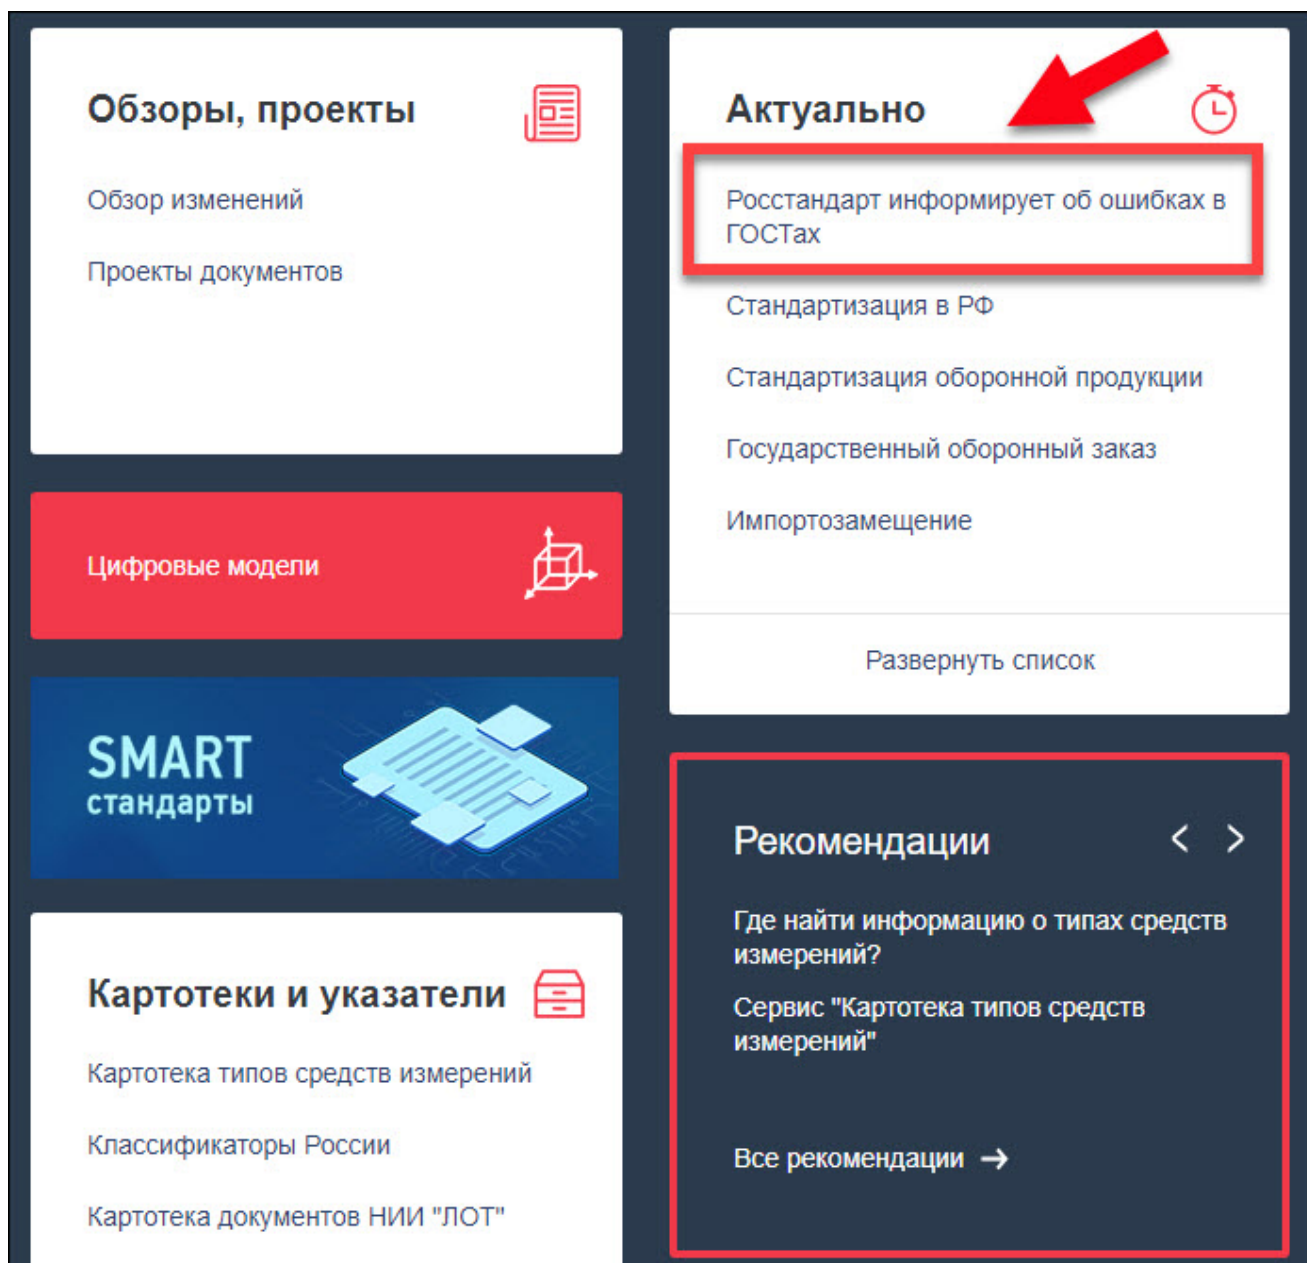 Обзоры, проекты
Обзор изменений
Проекты документов
Цифровые модели
SMART
стандарты
Картотеки и указатели
Картотека типов средств измерений
Классификаторы России
Картотека документов НИИ "ЛОТ"
Актуально
Росстандарт информирует об ошибках в
ГОСТах
Стандартизация в РФ
Стандартизация оборонной продукции
Государственный оборонный заказ
Импортозамещение
Развернуть список
Рекомендации
Где найти информацию о типах средств
измерений?
Сервис "Картотека типов средств
измерений"
Все рекомендации →